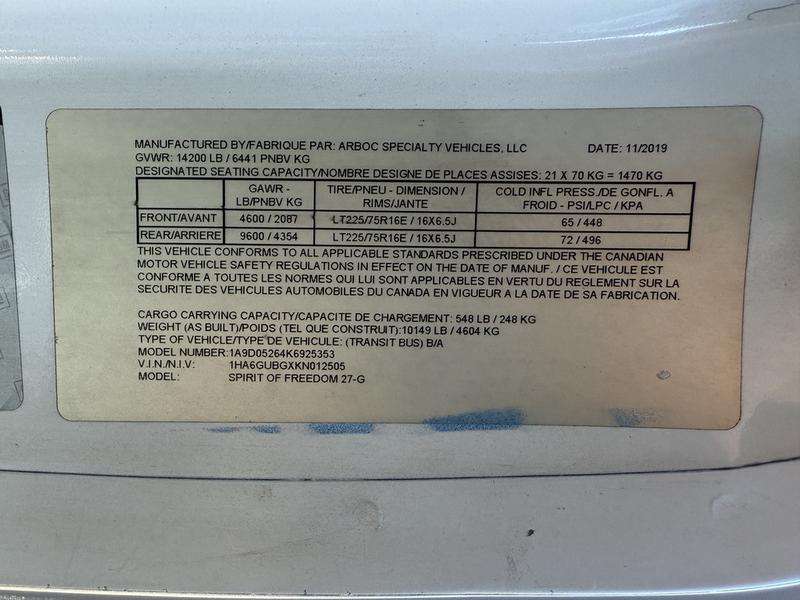 MANUFACTURED BY/FABRIQUE PAR: ARBOC SPECIALTY VEHICLES, LLC DATE: 11/2019
GVWR: 14200 LB / 6441 PNBV KG
DESIGNATED SEATING CAPACITY/NOMBRE DESIGNE DE PLACES ASSISES: 21 X 70 KG = 1470 KG
GAWR - LB/PNBV KG TIRE/PNEU - DIMENSION / RIMS/JANTE COLD INFL PRESS./DE GONFL. A FROID - PSI/LPC / KPA
FRONT/AVANT 4600 / 2087 LT225/75R16E / 16X6.5J 65 / 448
REAR/ARRIERE 9600 / 4354 LT225/75R16E / 16X6.5J 72 / 496
THIS VEHICLE CONFORMS TO ALL APPLICABLE STANDARDS PRESCRIBED UNDER THE CANADIAN
MOTOR VEHICLE SAFETY REGULATIONS IN EFFECT ON THE DATE OF MANUF. / CE VEHICULE EST
CONFORME A TOUTES LES NORMES QUI LUI SONT APPLICABLES EN VERTU DU REGLEMENT SUR LA
SECURITE DES VEHICULES AUTOMOBILES DU CANADA EN VIGUEUR A LA DATE DE SA FABRICATION.
CARGO CARRYING CAPACITY/CAPACITE DE CHARGEMENT: 548 LB / 248 KG
WEIGHT (AS BUILT)/POIDS (TEL QUE CONSTRUIT):10149 LB / 4604 KG
TYPE OF VEHICLE/TYPE DE VEHICULE: (TRANSIT BUS) B/A
MODEL NUMBER:1A9D05264K6925353
V.I.N./N.I.V: 1HA6GUBGXKN012505
MODEL: SPIRIT OF FREEDOM 27-G